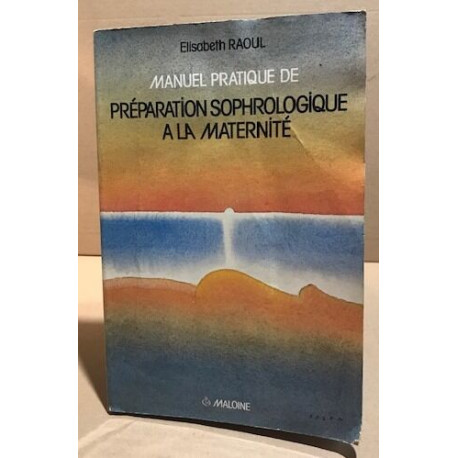 Elisabeth RAOUL
MANUEL PRATIQUE DE
PRÉPARATION SOPHROLOGIQUE
A LA MATERNITÉ
MALOINE